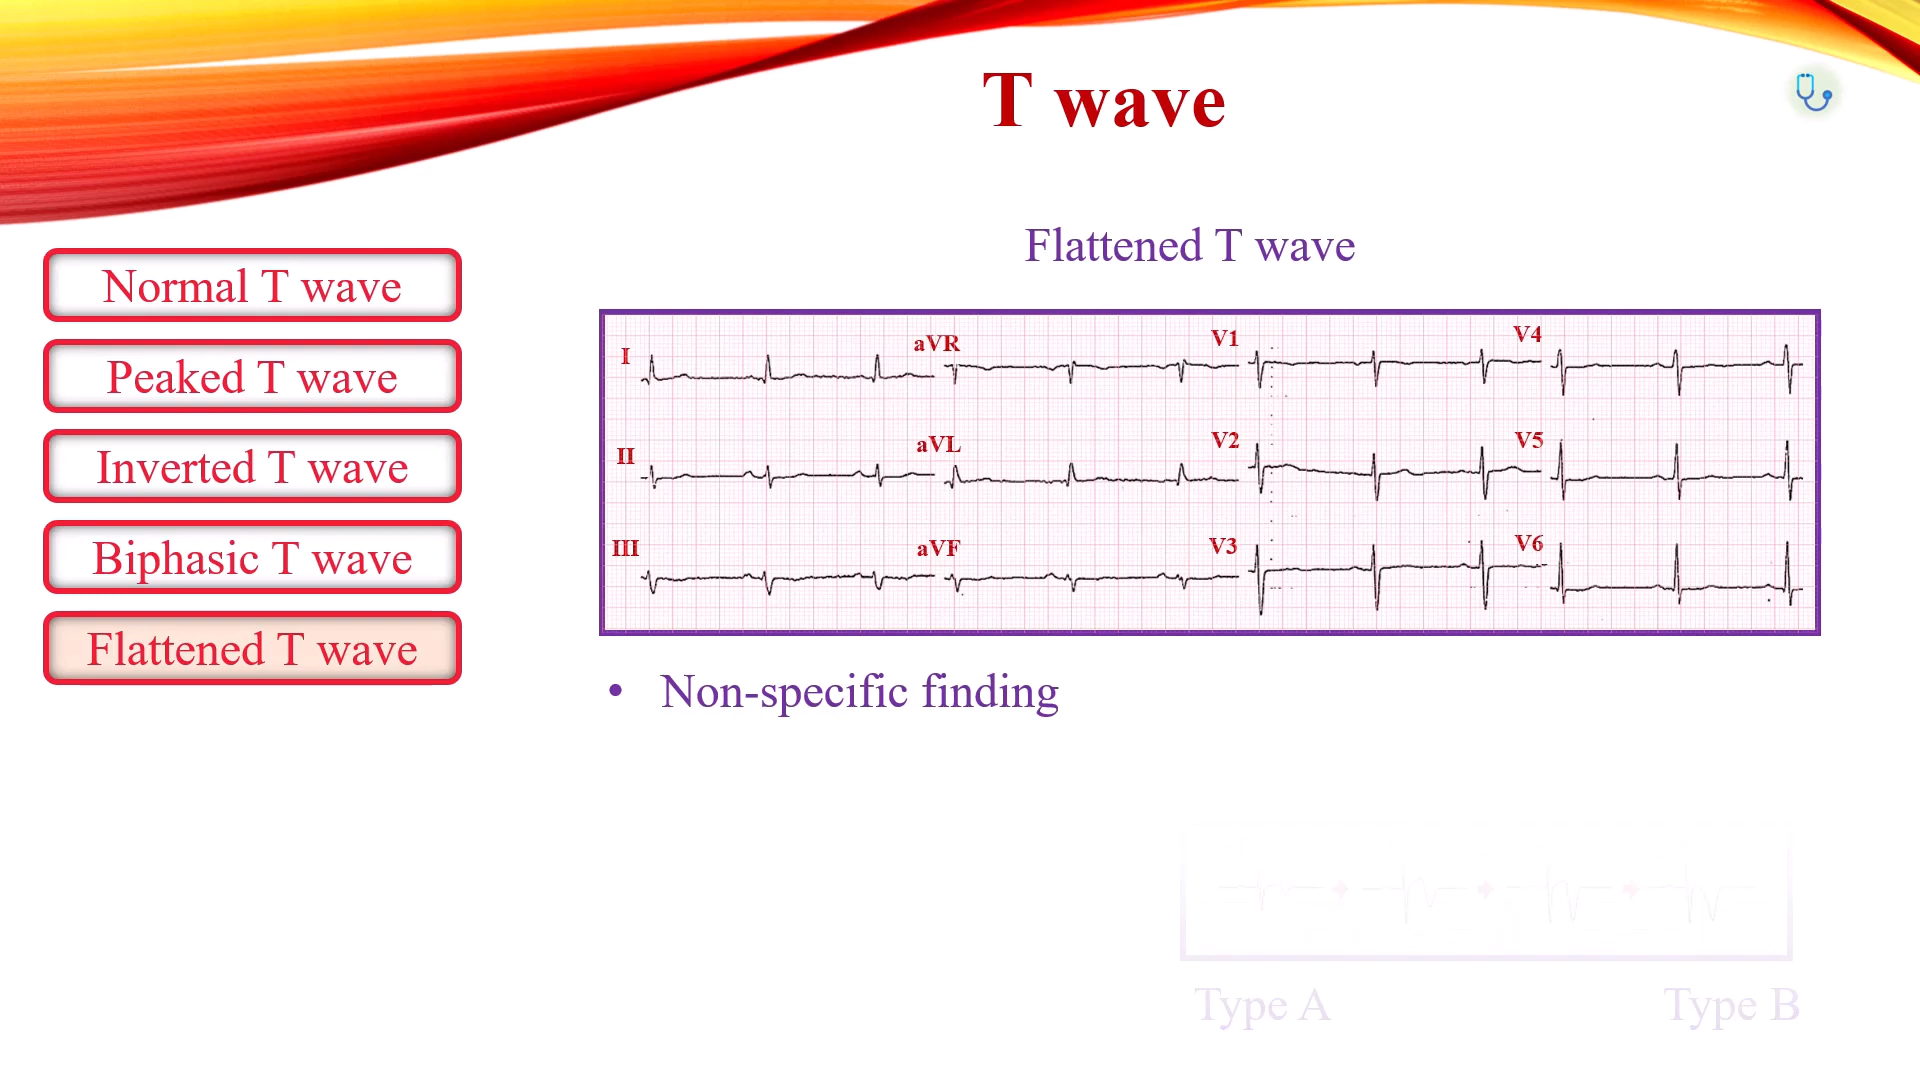 T wave
Normal T wave
Peaked T wave
Inverted T wave
Biphasic T wave
Flattened T wave
Flattened T wave
I
aVR
V1
V4
II
aVL
V2
V5
III
aVF
V3
V6
• Non-specific finding
Type A
Type B